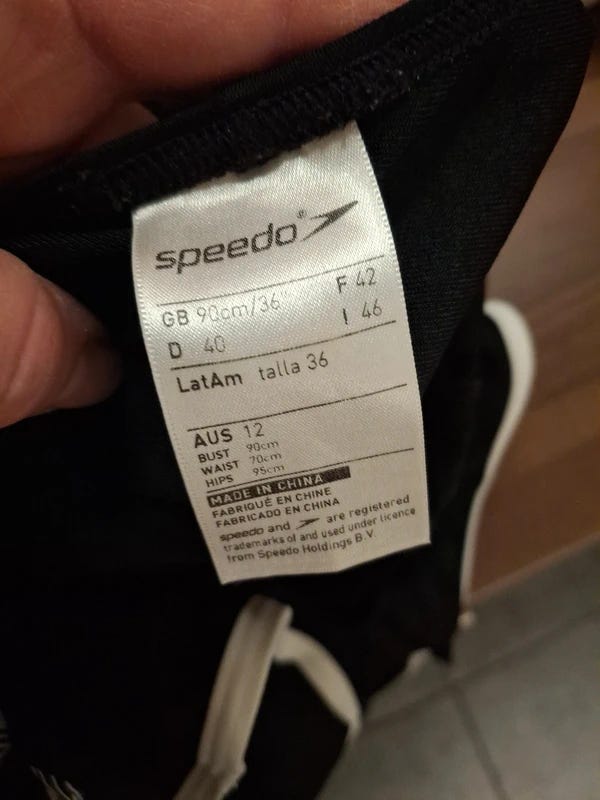 speedo®
GB 90cm/36" F 42
D 40 I 46
LatAm talla 36
AUS 12
BUST 90cm
WAIST 70cm
HIPS 95cm
MADE IN CHINA
FABRIQUÉ EN CHINE
FABRICADO EN CHINA
speedo and are registered
trademarks of and used under licence
from Speedo Holdings B.V.